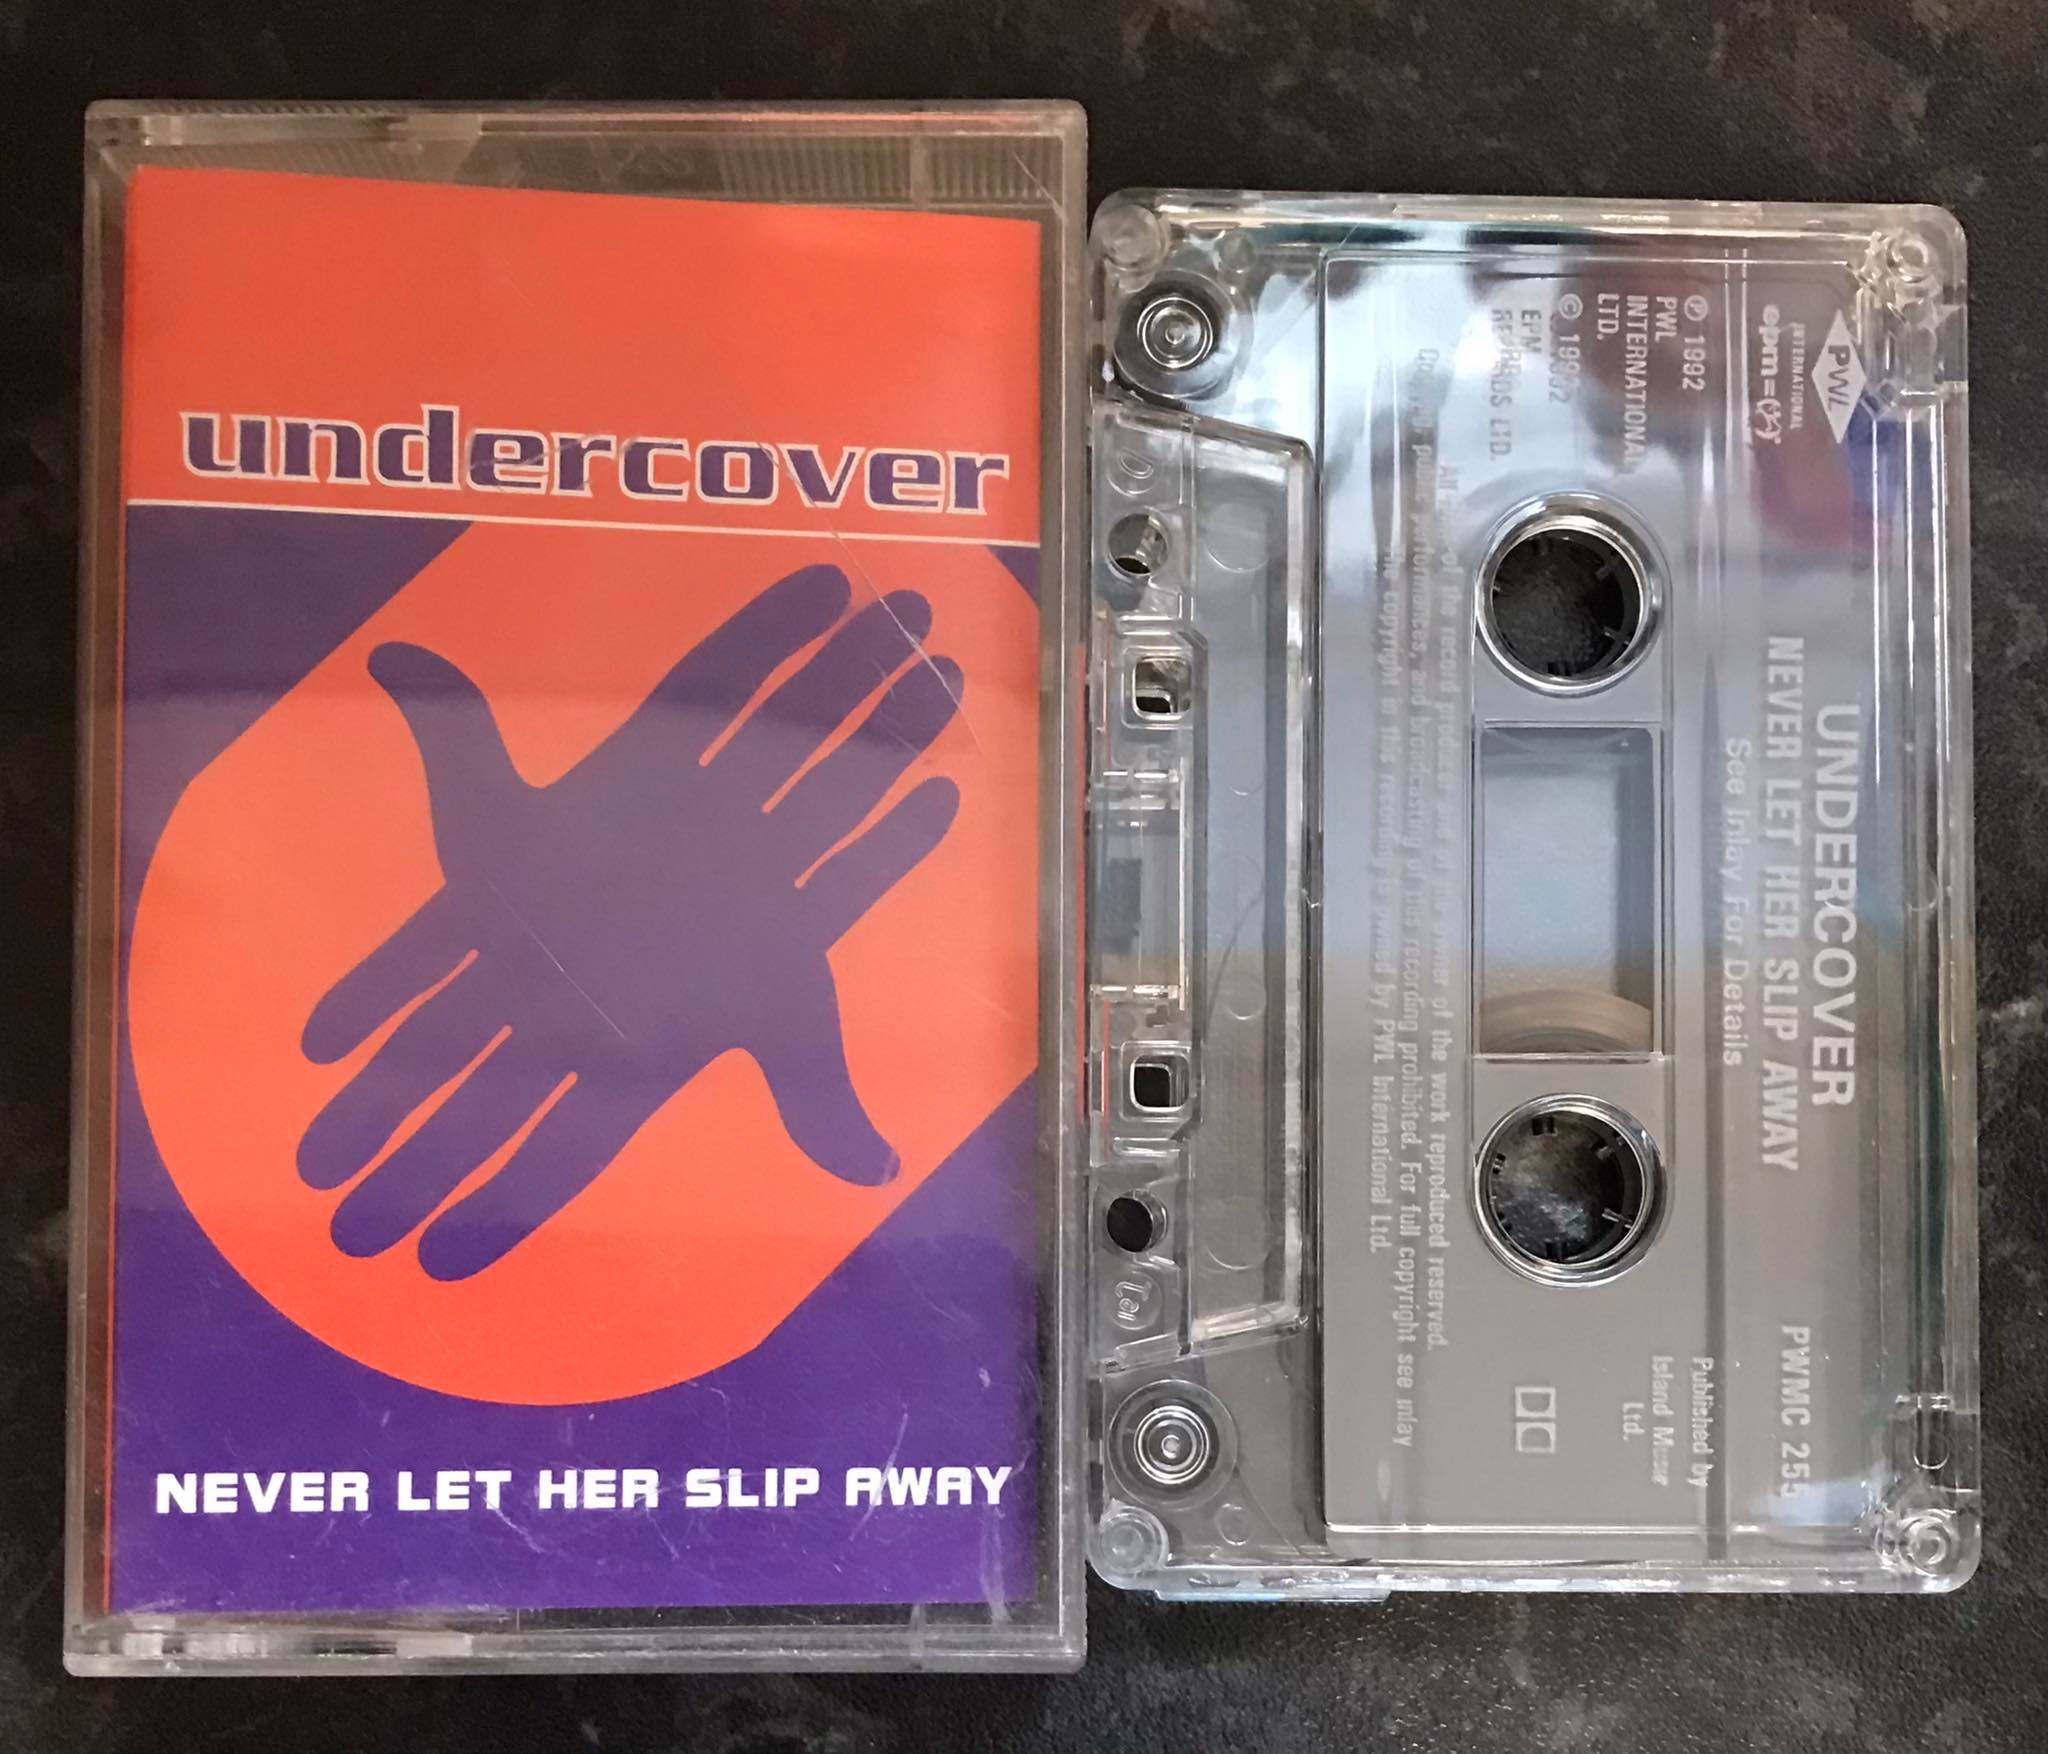 undercover
NEVER LET HER SLIP AWAY
PWL
INTERNATIONAL
epm
UNDERCOVER
NEVER LET HER SLIP AWAY
See Inlay For Details
PWMC 255
℗ 1992
PWL
INTERNATIONAL
LTD.
© 1992
EPM
RECORDS LTD.
Published by
Island Music
Ltd.
All of the record producer and of the owner of the work reproduced reserved.
public performances, and broadcasting of this recording prohibited. For full copyright see inlay
The copyright in this recording is owned by PWL International Ltd.